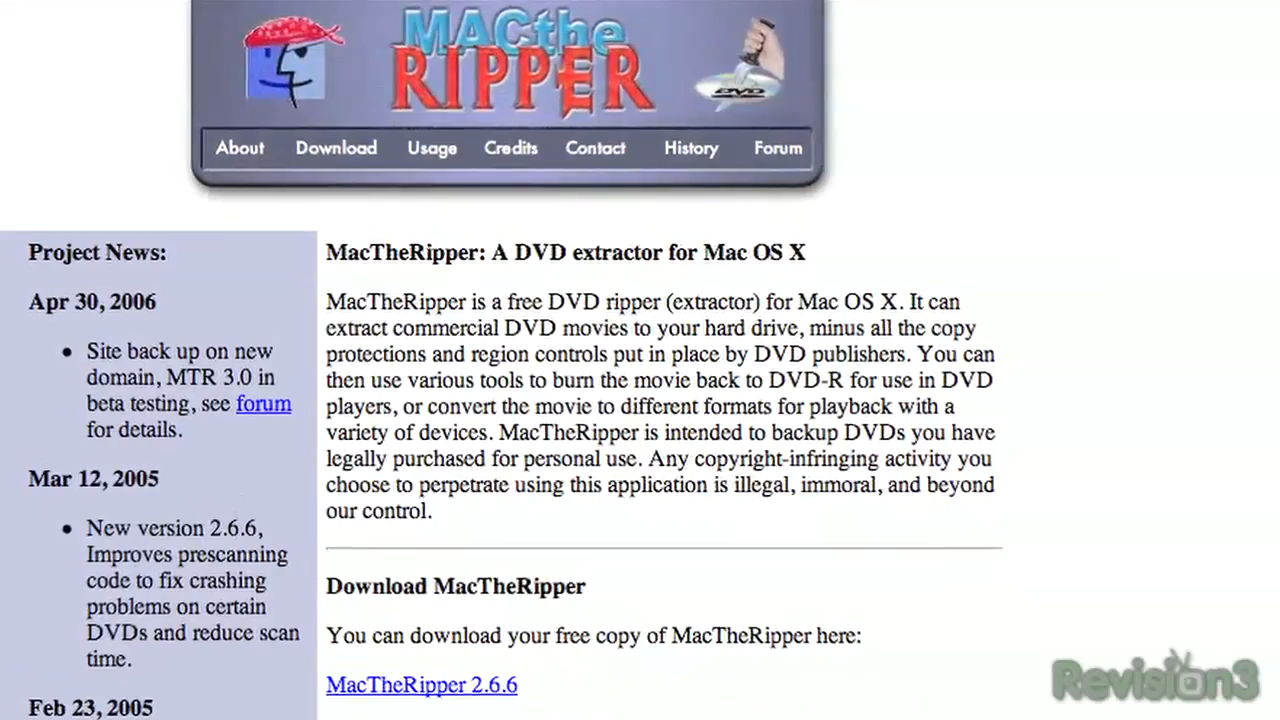 MACthe
RIPPER
DVD
About Download Usage Credits Contact History Forum
Project News:
Apr 30, 2006
Site back up on new
domain, MTR 3.0 in
beta testing, see forum
for details.
Mar 12, 2005
New version 2.6.6,
Improves prescanning
code to fix crashing
problems on certain
DVDs and reduce scan
time.
Feb 23, 2005
MacTheRipper: A DVD extractor for Mac OS X
MacTheRipper is a free DVD ripper (extractor) for Mac OS X. It can
extract commercial DVD movies to your hard drive, minus all the copy
protections and region controls put in place by DVD publishers. You can
then use various tools to burn the movie back to DVD-R for use in DVD
players, or convert the movie to different formats for playback with a
variety of devices. MacTheRipper is intended to backup DVDs you have
legally purchased for personal use. Any copyright-infringing activity you
choose to perpetrate using this application is illegal, immoral, and beyond
our control.
Download MacTheRipper
You can download your free copy of MacTheRipper here:
MacTheRipper 2.6.6
Revision3